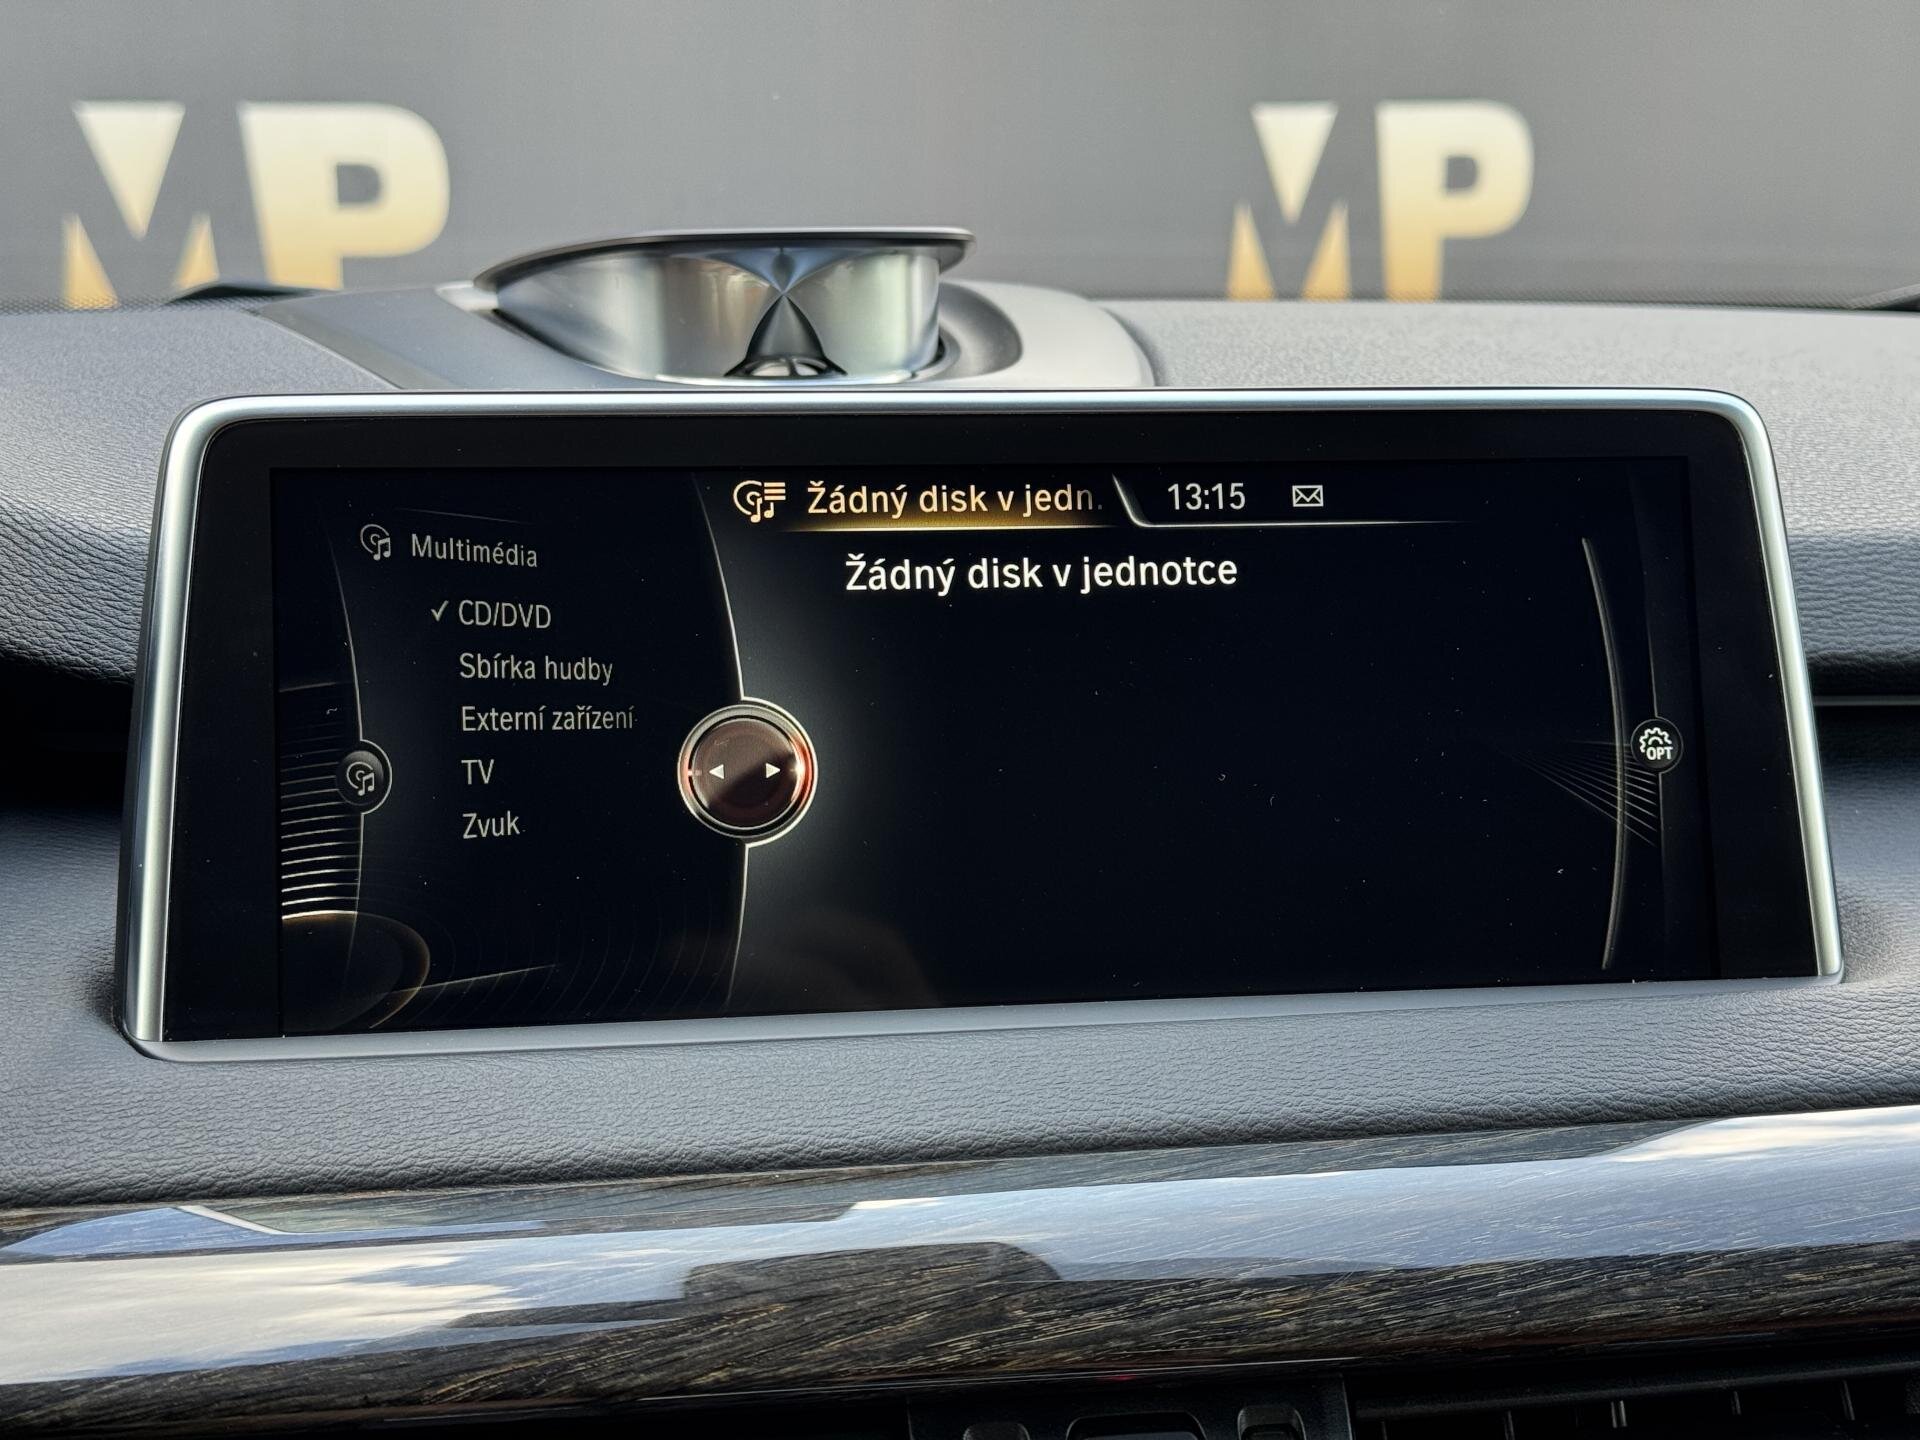 MP
MP
Žádný disk v jedn.
13:15
Multimédia
Žádný disk v jednotce
✓ CD/DVD
Sbírka hudby
Externí zařízení
TV
Zvuk
OPT